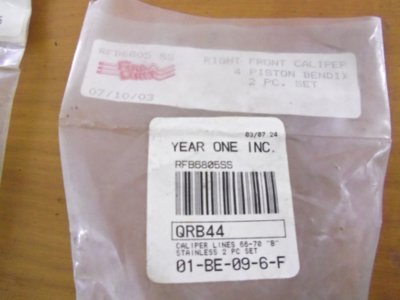 RFB6805 SS
RIGHT FRONT CALIPER
4 PISTON BENDIX
2 PC. SET
07/10/03
03/07 24
YEAR ONE INC.
RFB6805SS
QRB44
CALIPER LINES 66-70 "B"
STAINLESS 2 PC SET
01-BE-09-6-F